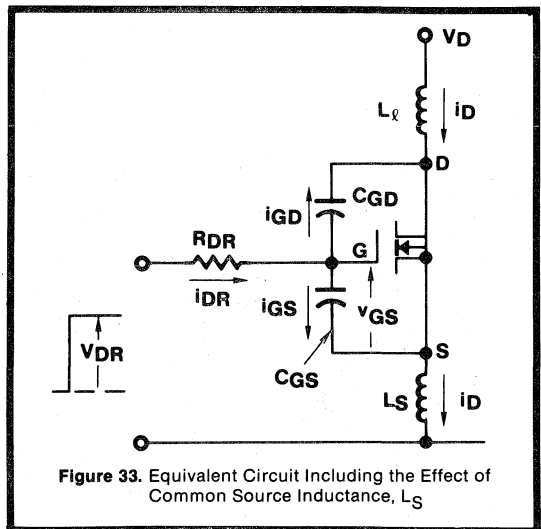 VD
Lℓ
iD
D
CGD
iGD
RDR
G
iDR
iGS
vGS
VDR
S
CGS
LS
iD
Figure 33. Equivalent Circuit Including the Effect of
Common Source Inductance, LS